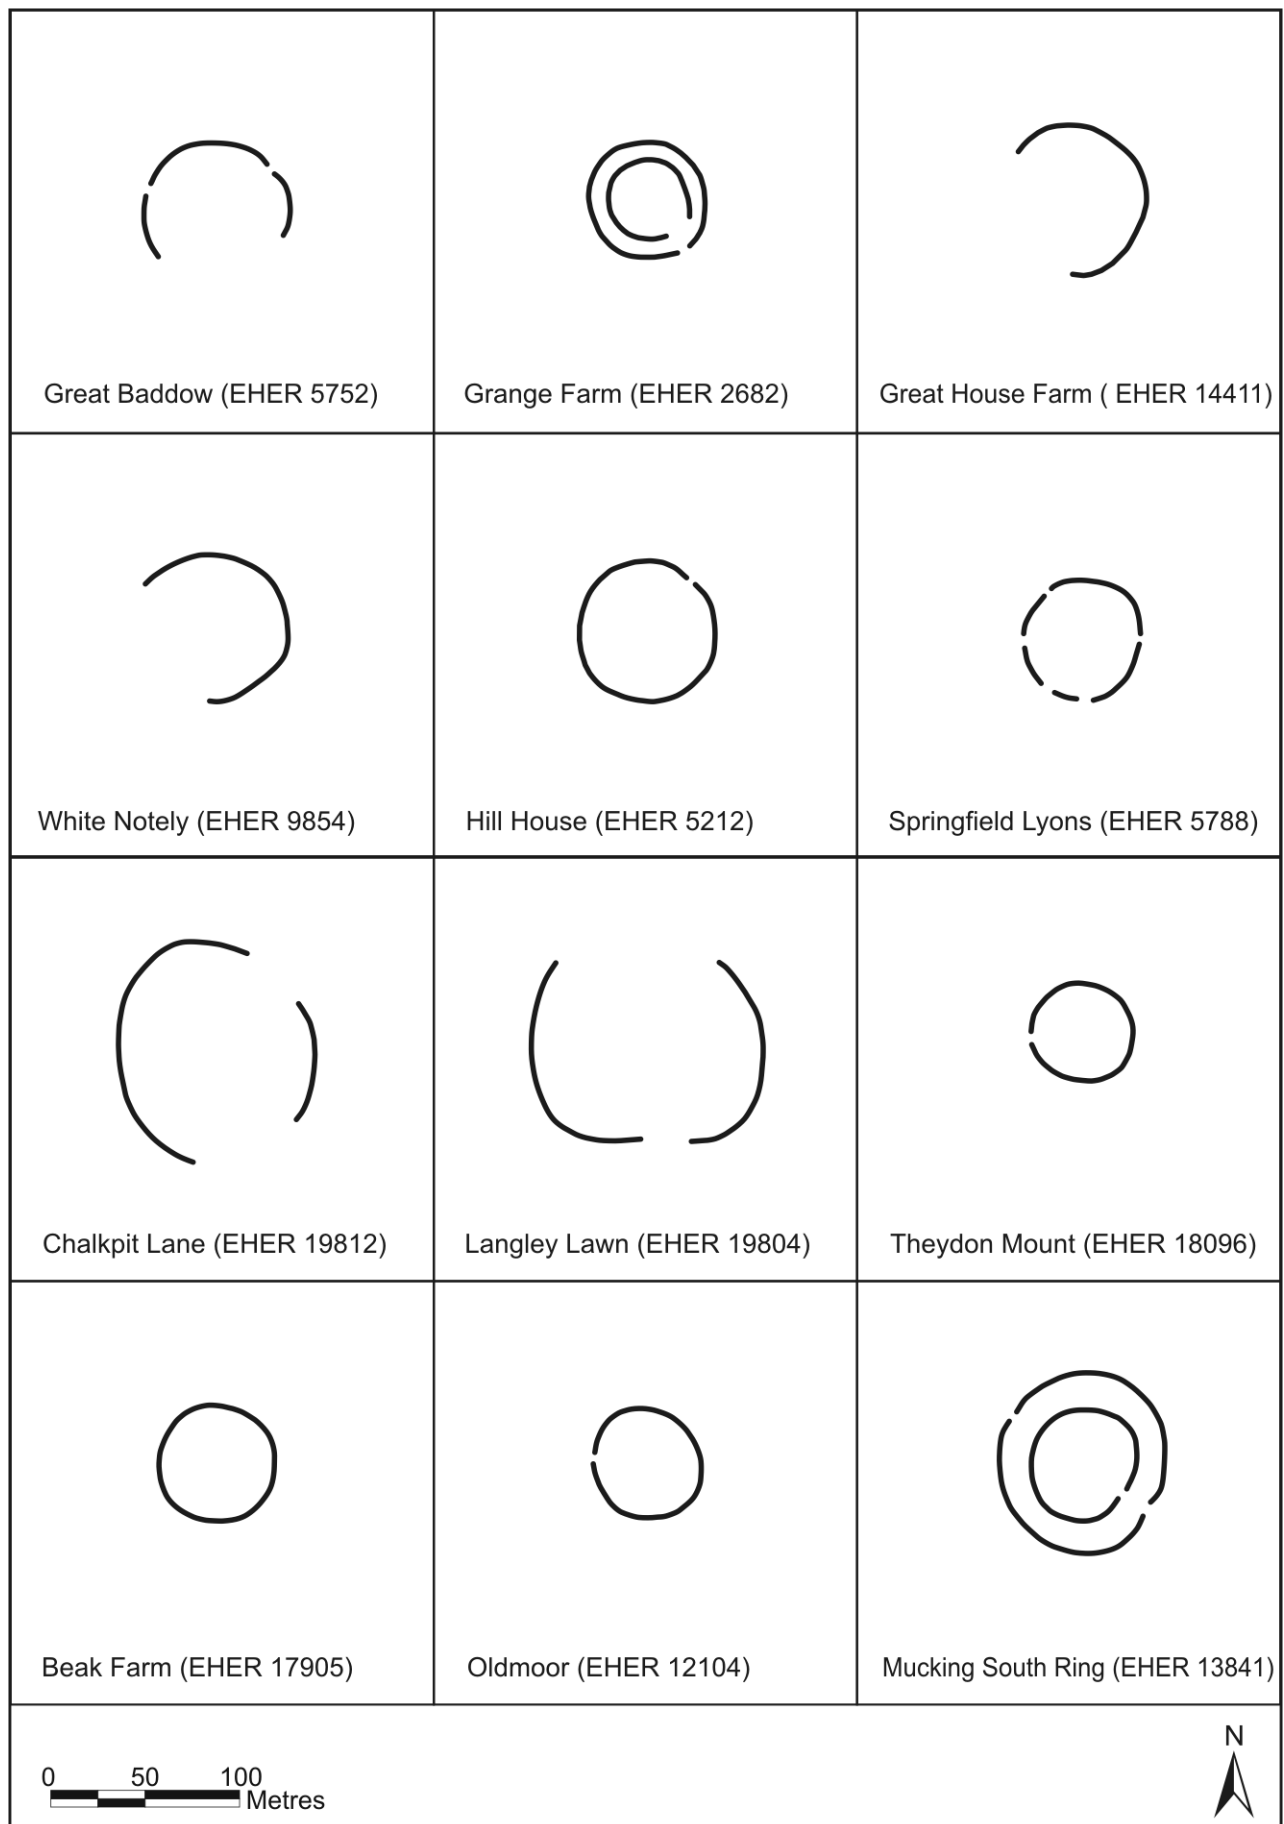 Great Baddow (EHER 5752)
Grange Farm (EHER 2682)
Great House Farm ( EHER 14411)
White Notely (EHER 9854)
Hill House (EHER 5212)
Springfield Lyons (EHER 5788)
Chalkpit Lane (EHER 19812)
Langley Lawn (EHER 19804)
Theydon Mount (EHER 18096)
Beak Farm (EHER 17905)
Oldmoor (EHER 12104)
Mucking South Ring (EHER 13841)
N
0 50 100
Metres